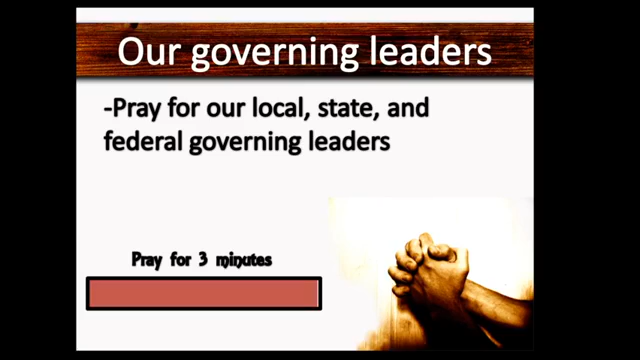 Our governing leaders
-Pray for our local, state, and
federal governing leaders
Pray for 3 minutes